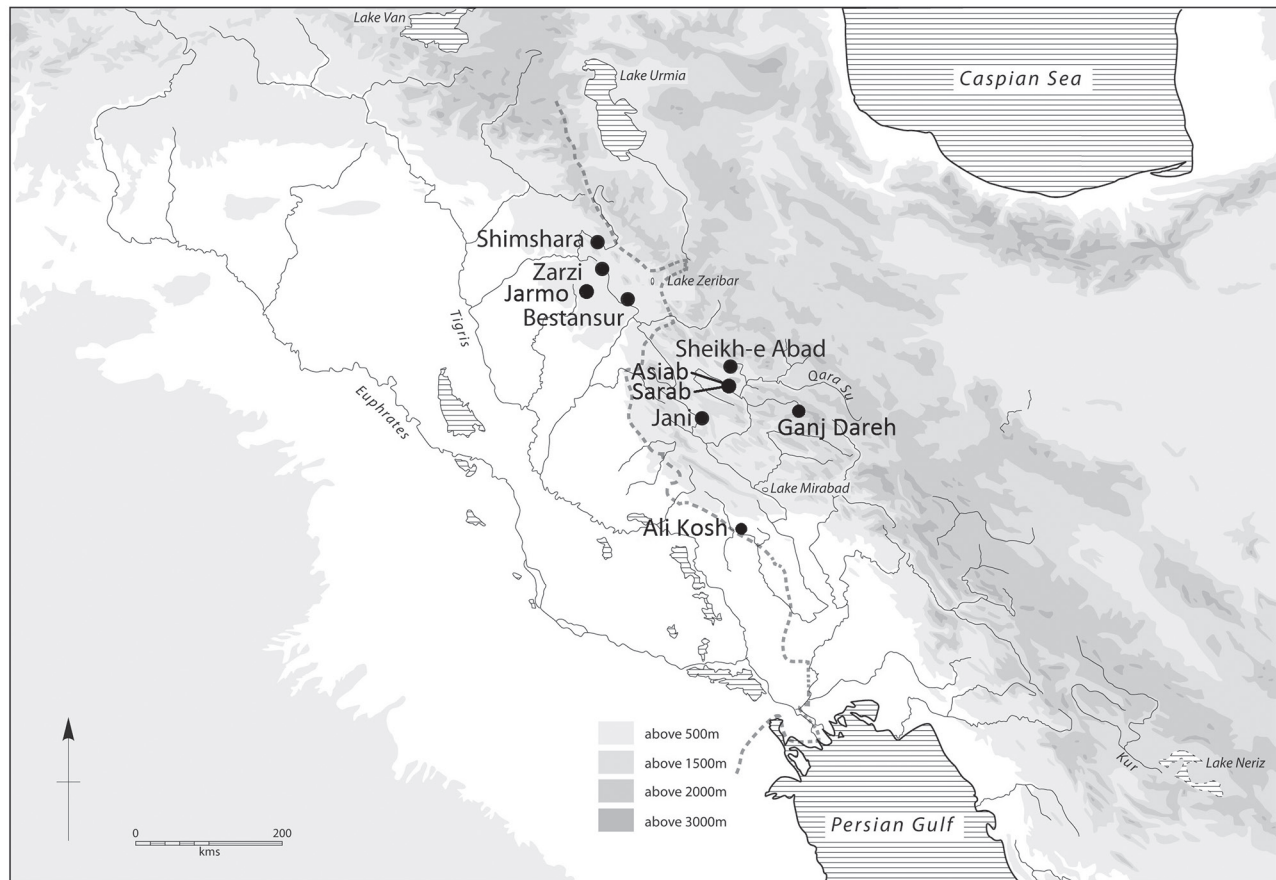 Lake Van
Lake Urmia
Caspian Sea
Shimshara
Zarzi
Lake Zeribar
Jarmo
Bestansur
Tigris
Sheikh-e Abad
Asiab
Qara Su
Sarab
Euphrates
Jani
Ganj Dareh
Lake Mirabad
Ali Kosh
above 500m
above 1500m
above 2000m
above 3000m
Kur
Lake Neriz
Persian Gulf
0 200
kms